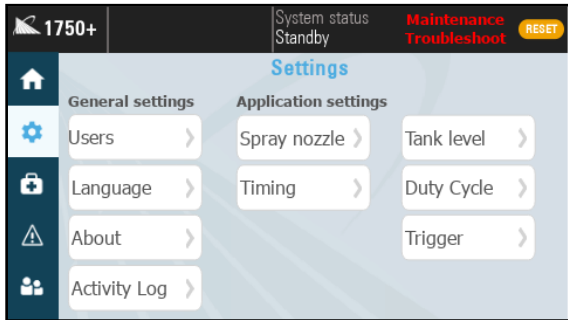 1750+
System status
Standby
Maintenance
Troubleshoot
RESET
Settings
General settings
Application settings
Users
Spray nozzle
Tank level
Language
Timing
Duty Cycle
About
Trigger
Activity Log